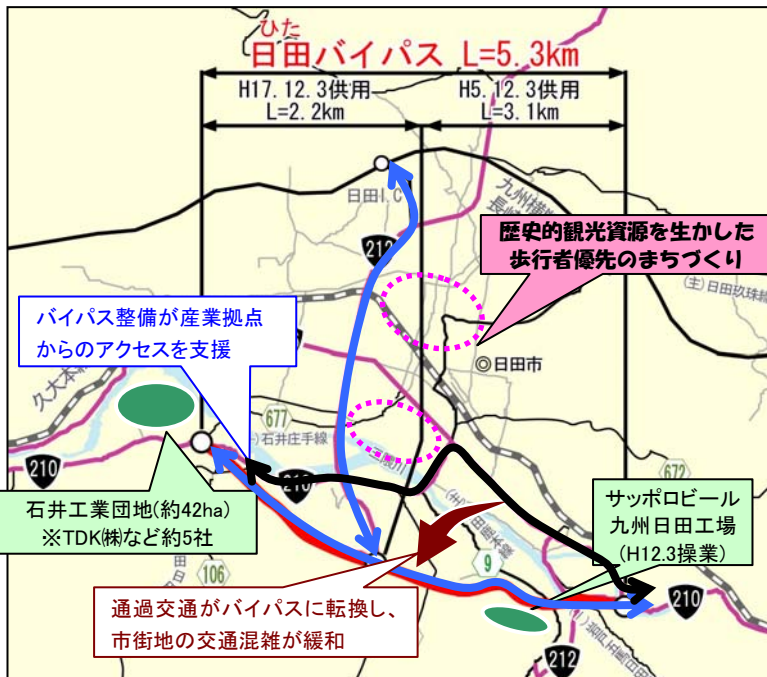 ひた
日田バイパス L=5.3km
H17.12.3供用
L=2.2km
H5.12.3供用
L=3.1km
日田I.C
212
歴史的観光資源を生かした
歩行者優先のまちづくり
(主)日田玖珠線
バイパス整備が産業拠点
からのアクセスを支援
◎日田市
677
石井庄手線
210
672
石井工業団地(約42ha)
※TDK(株)など約5社
サッポロビール
九州日田工場
(H12.3操業)
106
9
210
通過交通がバイパスに転換し、
市街地の交通混雑が緩和
212